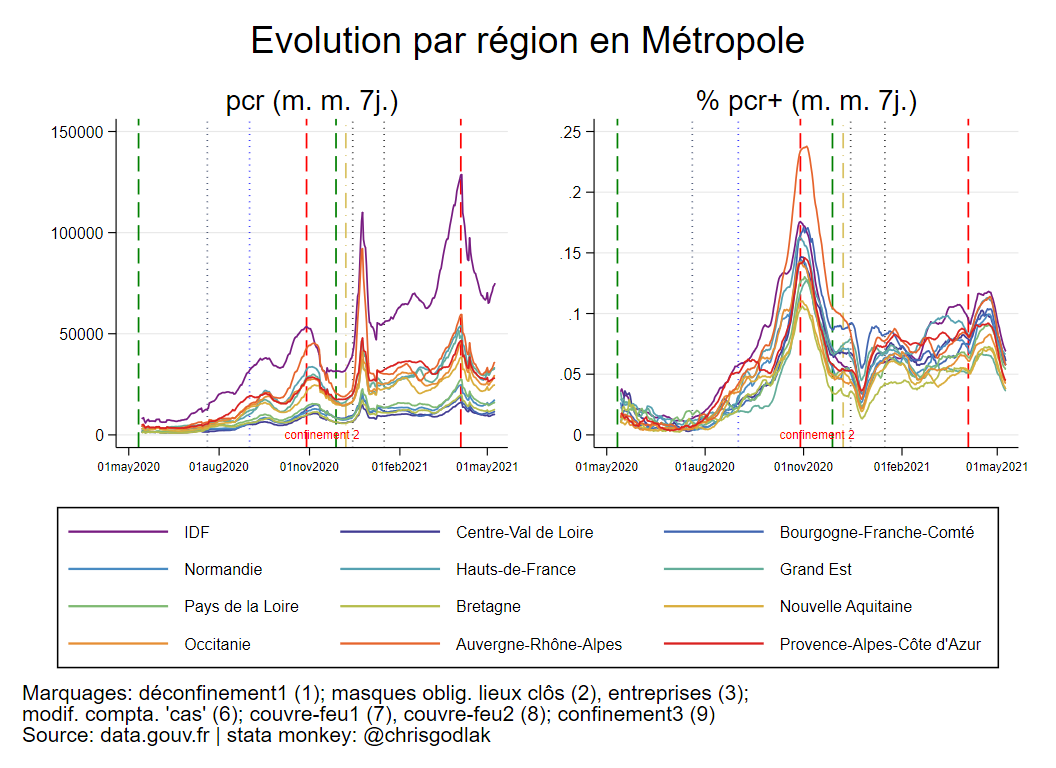 Evolution par région en Métropole
pcr (m. m. 7j.)
% pcr+ (m. m. 7j.)
150000
100000
50000
0
confinement 2
01may2020 01aug2020 01nov2020 01feb2021 01may2021
.25
.2
.15
.1
.05
0
confinement 2
01may2020 01aug2020 01nov2020 01feb2021 01may2021
IDF Centre-Val de Loire Bourgogne-Franche-Comté
Normandie Hauts-de-France Grand Est
Pays de la Loire Bretagne Nouvelle Aquitaine
Occitanie Auvergne-Rhône-Alpes Provence-Alpes-Côte d'Azur
Marquages: déconfinement1 (1); masques oblig. lieux clôs (2), entreprises (3);
modif. compta. 'cas' (6); couvre-feu1 (7), couvre-feu2 (8); confinement3 (9)
Source: data.gouv.fr | stata monkey: @chrisgodlak